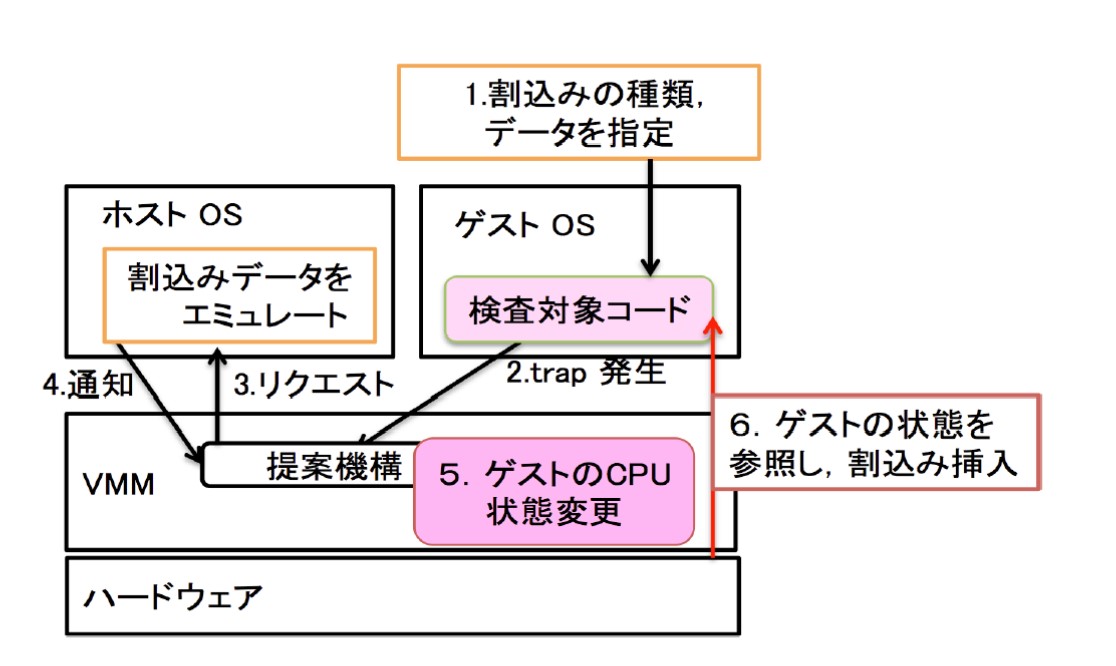 1.割込みの種類,
データを指定
ホスト OS
ゲスト OS
割込みデータを
エミュレート
検査対象コード
4.通知
3.リクエスト
2.trap 発生
6. ゲストの状態を
参照し, 割込み挿入
VMM
提案機構
5. ゲストのCPU
状態変更
ハードウェア